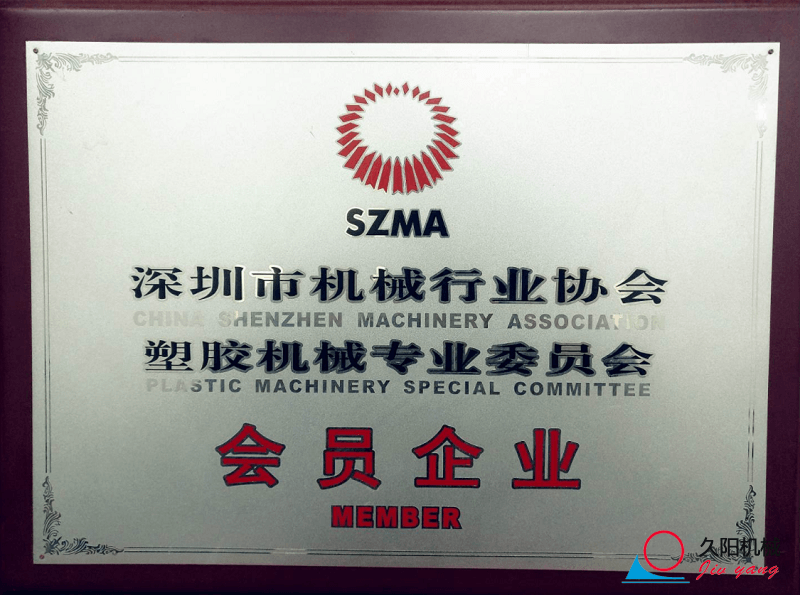 SZMA
深圳市机械行业协会
CHINA SHENZHEN MACHINERY ASSOCIATION
塑胶机械专业委员会
PLASTIC MACHINERY SPECIAL COMMITTEE
会员企业
MEMBER
久阳机械
Jiu yang